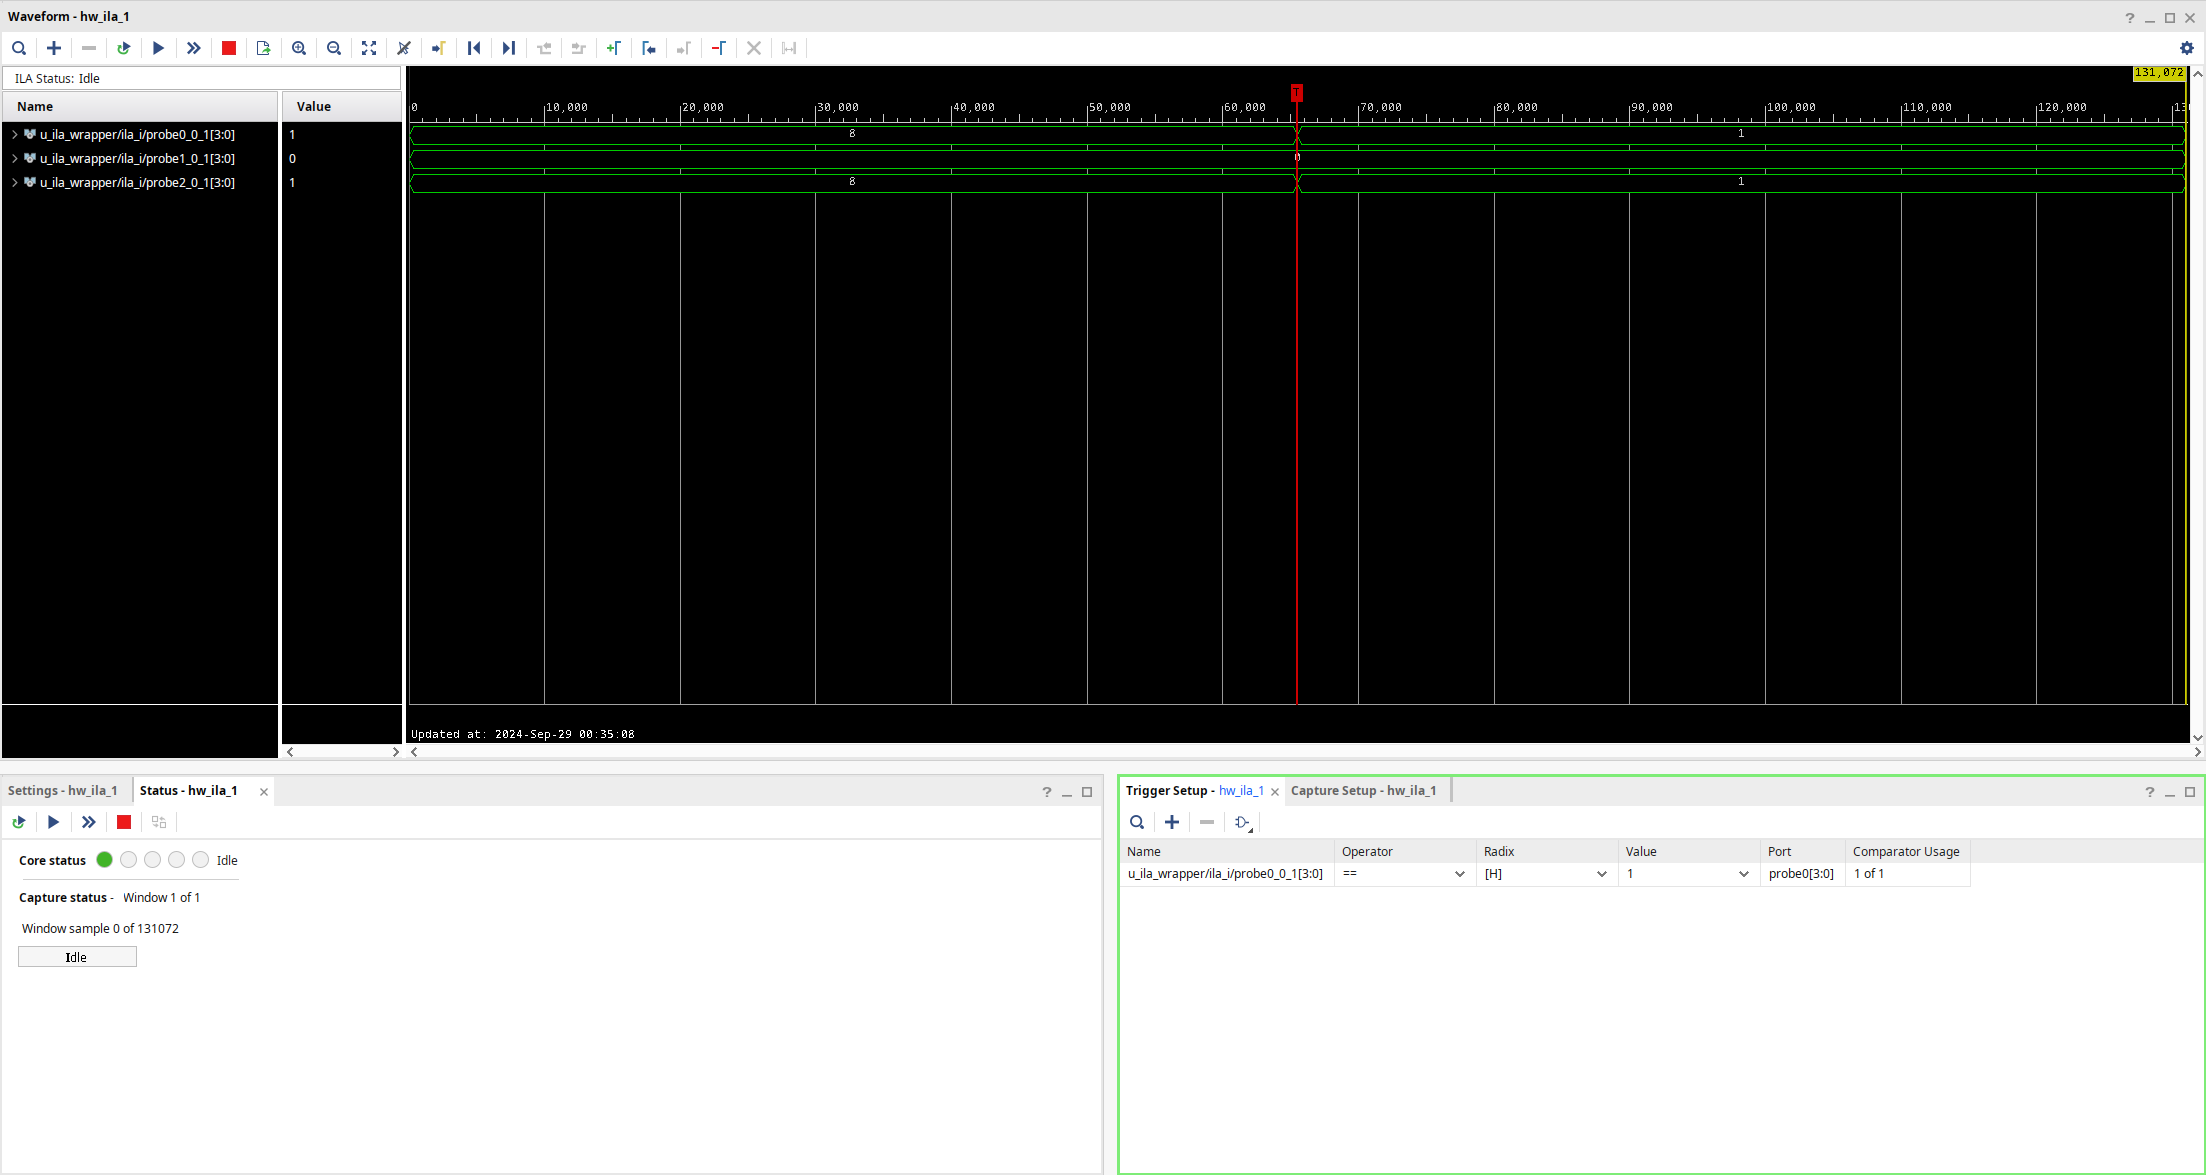 Waveform - hw_ila_1
ILA Status: Idle
131,072
Name Value
0 10,000 20,000 30,000 40,000 50,000 60,000 T 70,000 80,000 90,000 100,000 110,000 120,000
u_ila_wrapper/ila_i/probe0_0_1[3:0] 1 8 1
u_ila_wrapper/ila_i/probe1_0_1[3:0] 0 0
u_ila_wrapper/ila_i/probe2_0_1[3:0] 1 8 1
Updated at: 2024-Sep-29 00:35:08
Settings - hw_ila_1 Status - hw_ila_1
Core status Idle
Capture status - Window 1 of 1
Window sample 0 of 131072
Idle
Trigger Setup - hw_ila_1 Capture Setup - hw_ila_1
Name Operator Radix Value Port Comparator Usage
u_ila_wrapper/ila_i/probe0_0_1[3:0] == [H] 1 probe0[3:0] 1 of 1